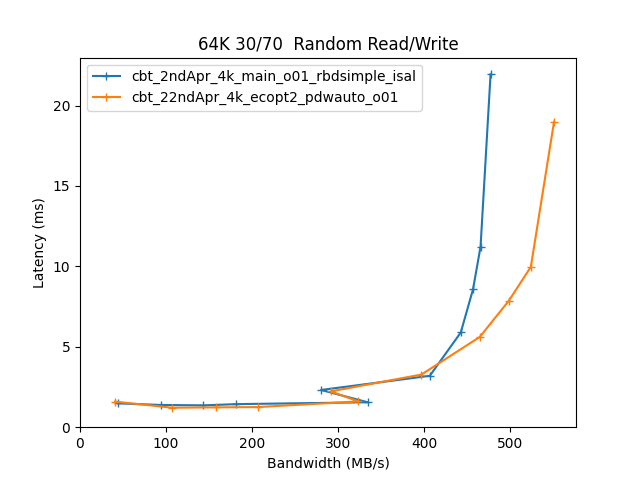 64K 30/70  Random Read/Write
cbt_2ndApr_4k_main_o01_rbdsimple_isal
cbt_22ndApr_4k_ecopt2_pdwauto_o01
Latency (ms)
20
15
10
5
0
0 100 200 300 400 500
Bandwidth (MB/s)